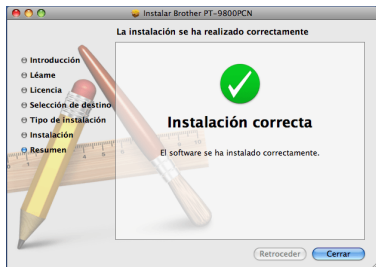 Instalar Brother PT-9800PCN
La instalación se ha realizado correctamente
Introducción
Léame
Licencia
Selección de destino
Tipo de instalación
Instalación
Resumen
Instalación correcta
El software se ha instalado correctamente.
Retroceder
Cerrar